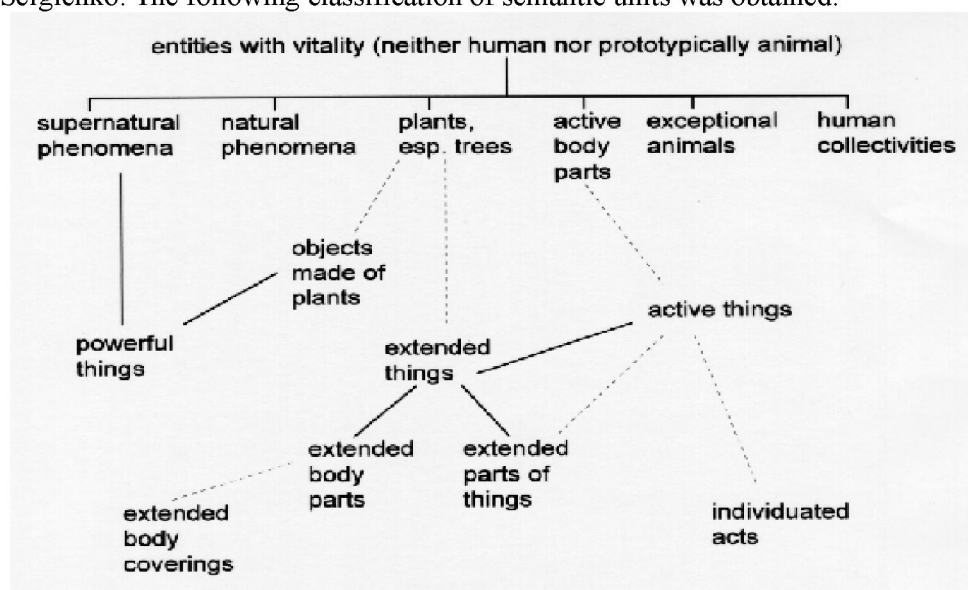 Sergienko. The following classification of semantic units was obtained:
entities with vitality (neither human nor prototypically animal)
supernatural phenomena
natural phenomena
plants, esp. trees
active body parts
exceptional animals
human collectivities
objects made of plants
active things
powerful things
extended things
extended body parts
extended parts of things
extended body coverings
individuated acts